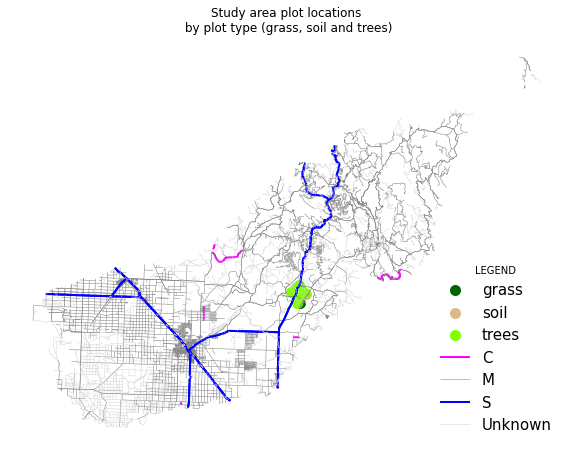 Study area plot locations
by plot type (grass, soil and trees)
LEGEND
grass
soil
trees
C
M
S
Unknown